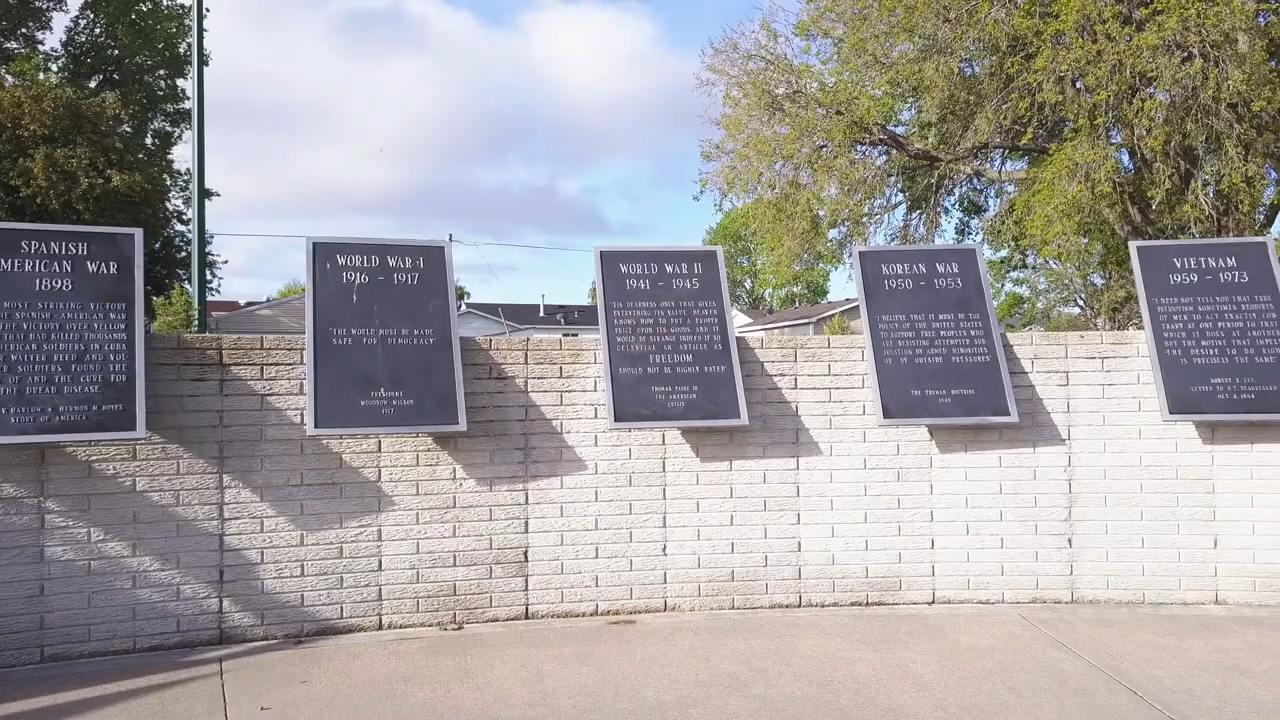 SPANISH
MERICAN WAR
1898
MOST STRIKING VICTORY
HE SPANISH-AMERICAN WAR
THE VICTORY OVER YELLOW
R THAT HAD KILLED THOUSANDS
MERICAN SOLDIERS IN CUBA
R WALTER REED AND VOL-
ER SOLDIERS FOUND THE
OF AND THE CURE FOR
THE DREAD DISEASE.
V. BARLOW & HERMON M. NOYES
STORY OF AMERICA
WORLD WAR I
1916 - 1917
"THE WORLD MUST BE MADE
SAFE FOR DEMOCRACY."
PRESIDENT
WOODROW WILSON
1917
WORLD WAR II
1941 - 1945
"TIS DEARNESS ONLY THAT GIVES
EVERYTHING ITS VALUE. HEAVEN
KNOWS HOW TO PUT A PROPER
PRICE UPON ITS GOODS, AND IT
WOULD BE STRANGE INDEED IF SO
CELESTIAL AN ARTICLE AS
FREEDOM
SHOULD NOT BE HIGHLY RATED"
THOMAS PAINE IN
THE AMERICAN
CRISIS
KOREAN WAR
1950 - 1953
"I BELIEVE THAT IT MUST BE THE
POLICY OF THE UNITED STATES
TO SUPPORT FREE PEOPLES WHO
ARE RESISTING ATTEMPTED SUB-
JUGATION BY ARMED MINORITIES
OR BY OUTSIDE PRESSURES"
THE TRUMAN DOCTRINE
1949
VIETNAM
1959 - 1973
"I NEED NOT TELL YOU THAT TRUE
PATRIOTISM SOMETIMES REQUIRES
OF MEN TO ACT EXACTLY CON-
TRARY AT ONE PERIOD TO THAT
WHICH IT DOES AT ANOTHER
BUT THE MOTIVE THAT IMPELS
THE DESIRE TO DO RIGHT
IS PRECISELY THE SAME
ROBERT E. LEE,
LETTER TO G.T. BEAUREGARD
OCT. 3, 1864